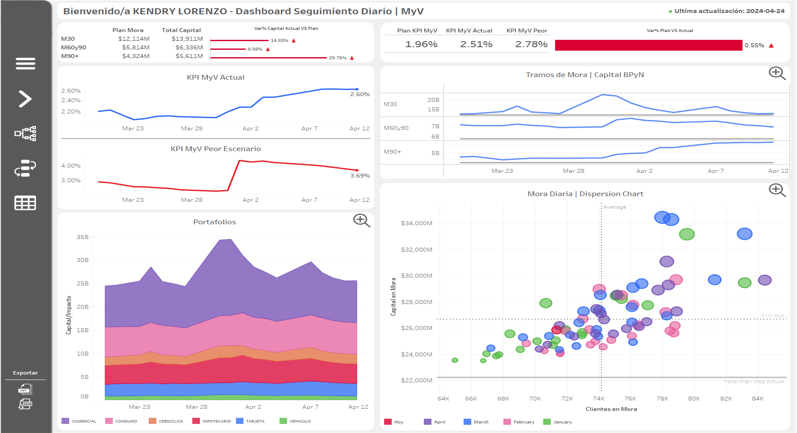 Bienvenido/a KENDRY LORENZO - Dashboard Seguimiento Diario | MyV
Ultima actualización: 2024-04-24
Plan Mora Total Capital
Var% Capital Actual VS Plan
M30 $12,114M $13,911M 14.83%
M60y90 $5,814M $6,336M 8.98%
M90+ $4,324M $5,611M 29.76%
Plan KPI MyV KPI MyV Actual KPI MyV Peor
Var% Plan VS Actual
1.96% 2.51% 2.78%
0.55%
KPI MyV Actual
2.60%
2.40%
2.20%
2.60%
Mar 23 Mar 28 Apr 2 Apr 7 Apr 12
KPI MyV Peor Escenario
4.00%
3.00%
3.69%
Mar 23 Mar 28 Apr 2 Apr 7 Apr 12
Tramos de Mora | Capital BPyN
M30
20B
15B
M60y90
7B
6B
M90+
5B
Mar 23 Mar 28 Apr 2 Apr 7 Apr 12
Portafolios
Capital/Impacto
35B
30B
25B
20B
15B
10B
5B
0B
Mar 23 Mar 28 Apr 2 Apr 7 Apr 12
COMERCIAL CONSUMO CREDICLICK HIPOTECARIO TARJETA VEHICULO
Mora Diaria | Dispersion Chart
Average
Capital en Mora
$34,000M
$32,000M
$30,000M
$28,000M
$26,000M
$24,000M
$22,000M
Average
Total Plan Mes Actual
64K 66K 68K 70K 72K 74K 76K 78K 80K 82K 84K
Clientes en Mora
Hoy April March February January
Exportar